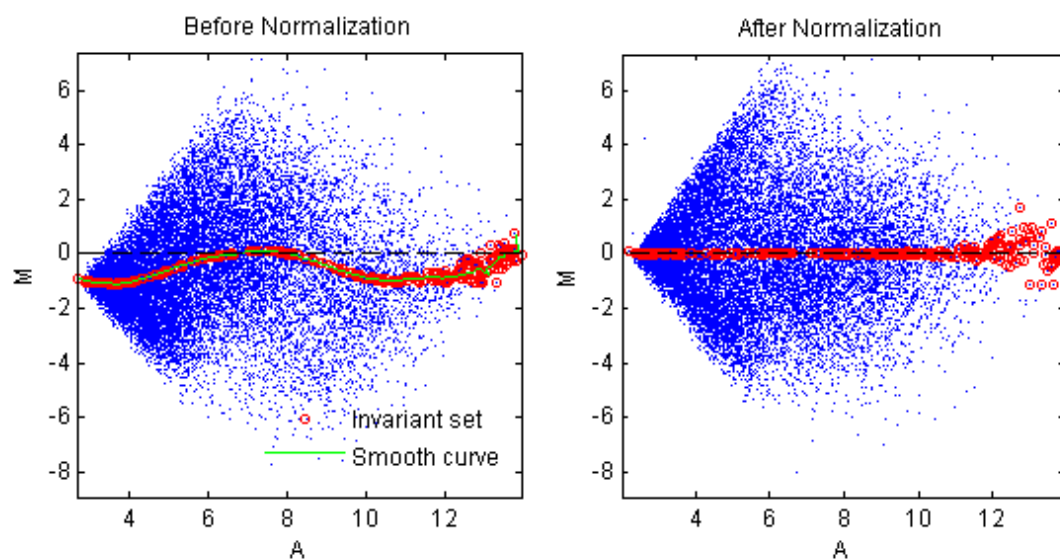 Before Normalization
6
4
2
0
-2
-4
-6
-8
M
4 6 8 10 12
A
Invariant set
Smooth curve
After Normalization
6
4
2
0
-2
-4
-6
-8
M
4 6 8 10 12
A